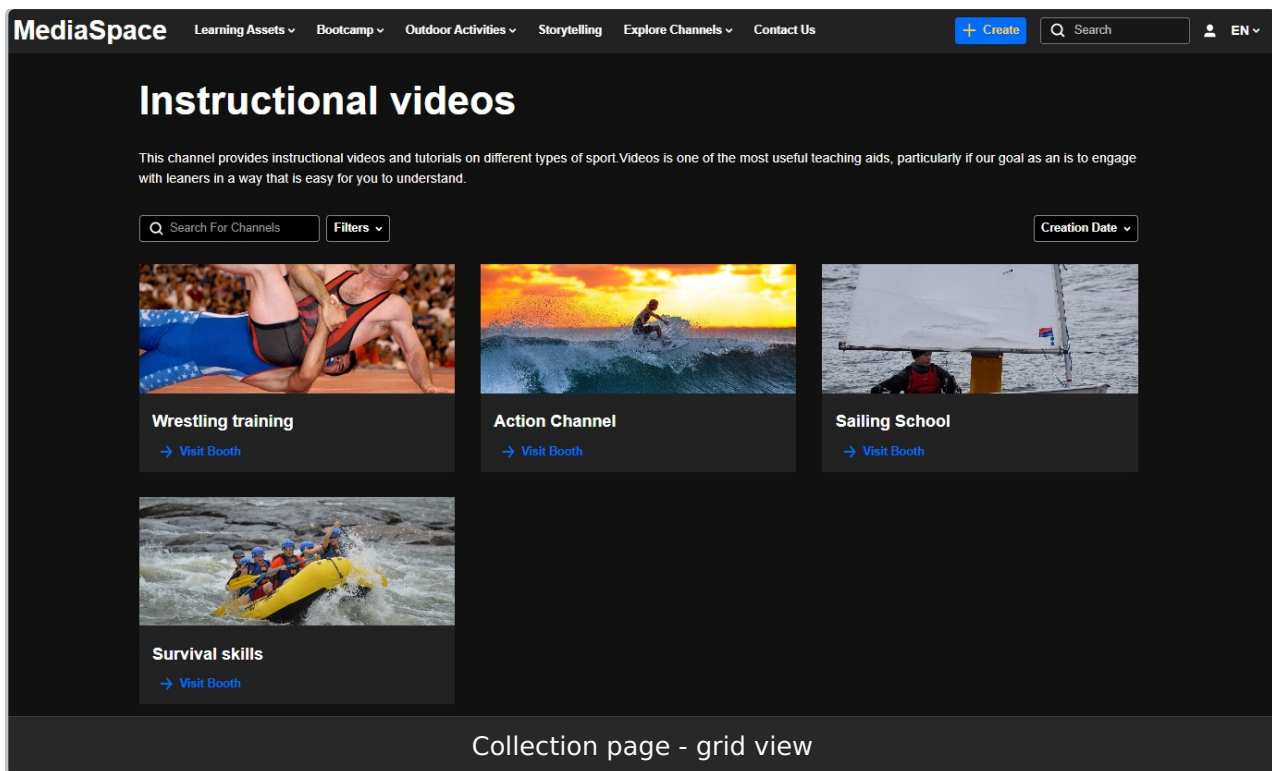 MediaSpace Learning Assets Bootcamp Outdoor Activities Storytelling Explore Channels Contact Us + Create Search EN
Instructional videos
This channel provides instructional videos and tutorials on different types of sport.Videos is one of the most useful teaching aids, particularly if our goal as an is to engage
with leaners in a way that is easy for you to understand.
Search For Channels Filters Creation Date
Wrestling training Action Channel Sailing School
→ Visit Booth → Visit Booth → Visit Booth
Survival skills
→ Visit Booth
Collection page - grid view